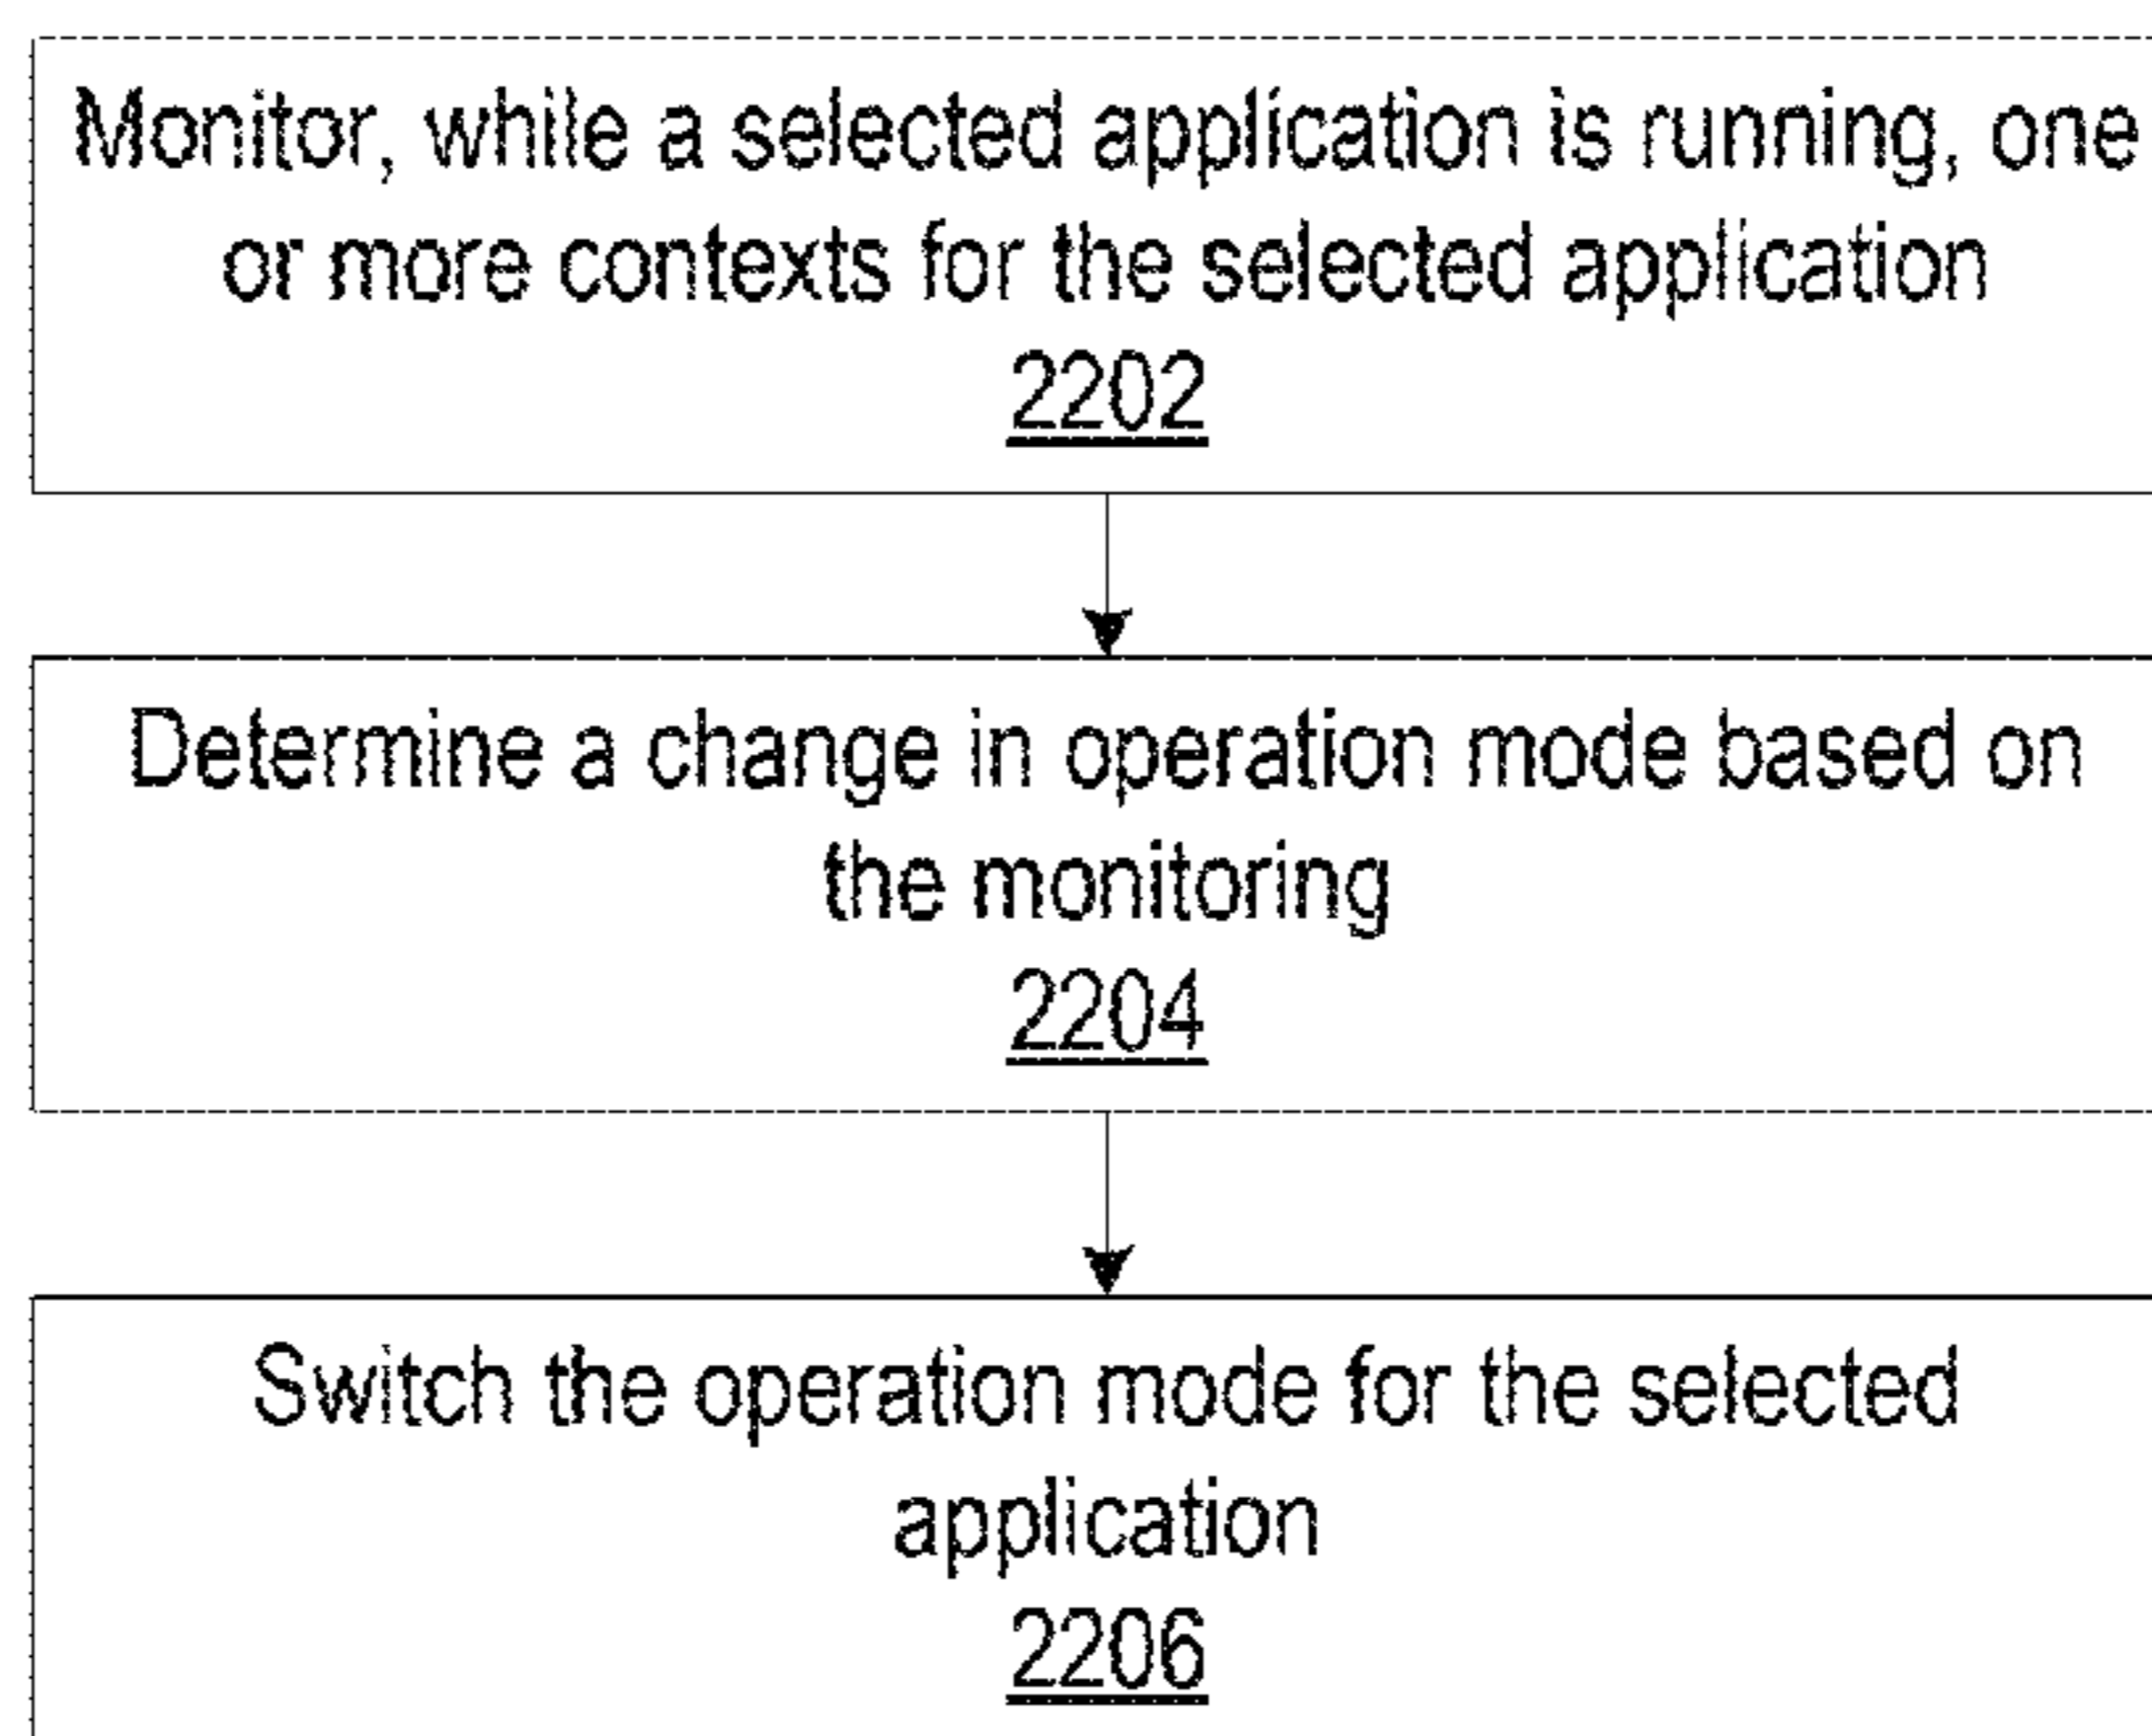 Monitor, while a selected application is running, one
or more contexts for the selected application
2202
Determine a change in operation mode based on
the monitoring
2204
Switch the operation mode for the selected
application
2206